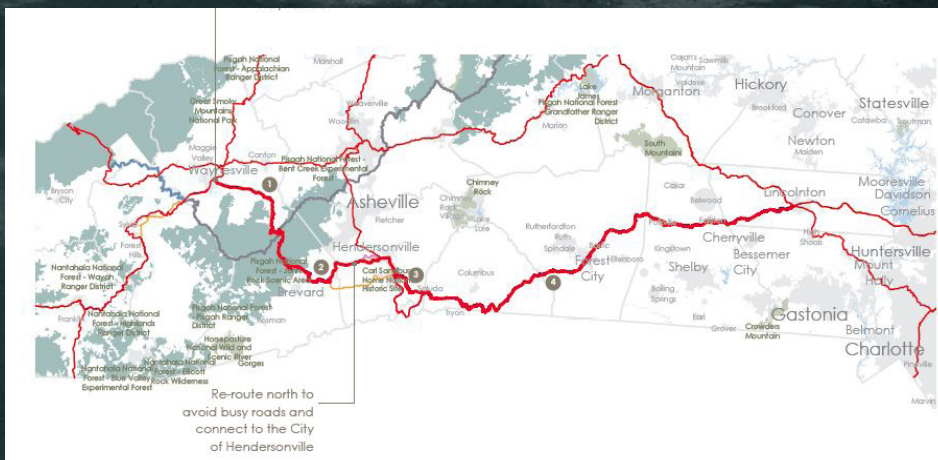 Marshall
Pisgah National
Forest - Appalachian
Ranger District
Great Smoky
Mountains
National Park
Weaverville
Woodfin
Maggie
Valley
Canton
Waynesville
Pisgah National Forest -
Bent Creek Experimental
Forest
Bryson
City
Sylva
Forest
Hills
1
Asheville
Fletcher
Hendersonville
Pisgah National
Forest -
Rock Scenic Area
2
Brevard
Carl Sandburg
Home National
Historic Site
3
Saluda
Nantahala National
Forest - Wayah
Ranger District
Franklin
Nantahala National
Forest - Highlands
Ranger District
Pisgah National Forest -
Pisgah Ranger
District
Rosman
Horsepasture
National Wild and
Scenic River
Gorges
Nantahala National
Forest - Ellicott
Rock Wilderness
Nantahala National
Forest - Blue Valley
Experimental Forest
Re-route north to
avoid busy roads and
connect to the City
of Hendersonville
Lake
James
Pisgah National Forest
Grandfather Ranger
District
Marion
Morganton
Cajah's
Mountain
Sawmills
Valdese
Hickory
Brookford
Conover
Newton
Maiden
Statesville
Catawba
Troutman
South
Mountains
Chimney
Rock
Chimney
Rock
Village
Lake
Lure
Rutherfordton
Ruth
Spindale
Bostic
Forest
City
Ellenboro
Columbus
Tryon
4
Casar
Belwood
Polkville
Fallston
Lincolnton
High
Shoals
Kingstown
Cherryville
Shelby
Bessemer
City
Boiling
Springs
Earl
Grover
Crowders
Mountain
Gastonia
Belmont
Charlotte
Mooresville
Davidson
Cornelius
Huntersville
Mount
Holly
Pineville
Marvin